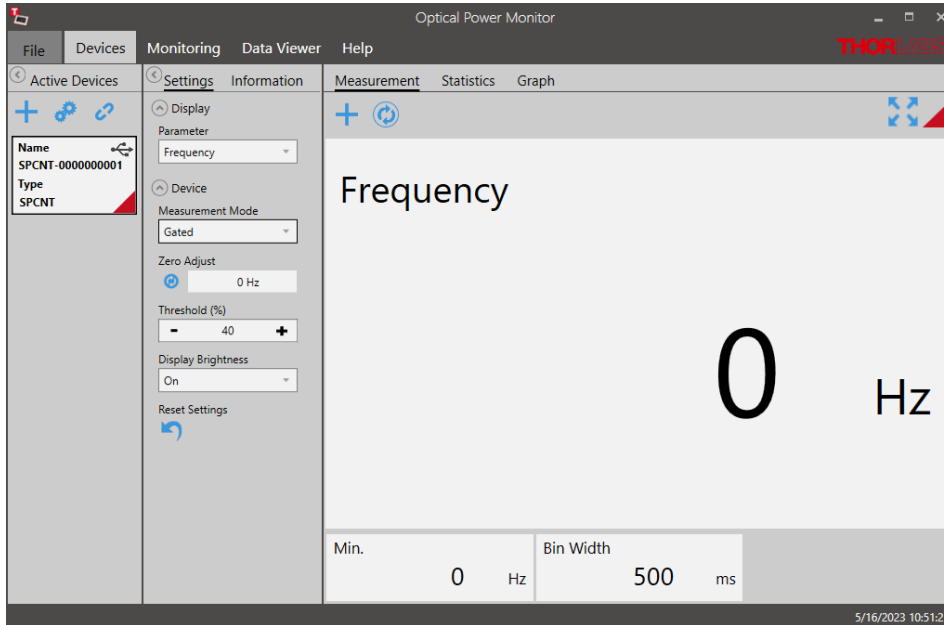 Optical Power Monitor
File Devices Monitoring Data Viewer Help
THORLABS
Active Devices
Name
SPCNT-0000000001
Type
SPCNT
Settings Information
Display
Parameter
Frequency
Device
Measurement Mode
Gated
Zero Adjust
0 Hz
Threshold (%)
- 40 +
Display Brightness
On
Reset Settings
Measurement Statistics Graph
Frequency
0 Hz
Min.
0 Hz
Bin Width
500 ms
5/16/2023 10:51:2